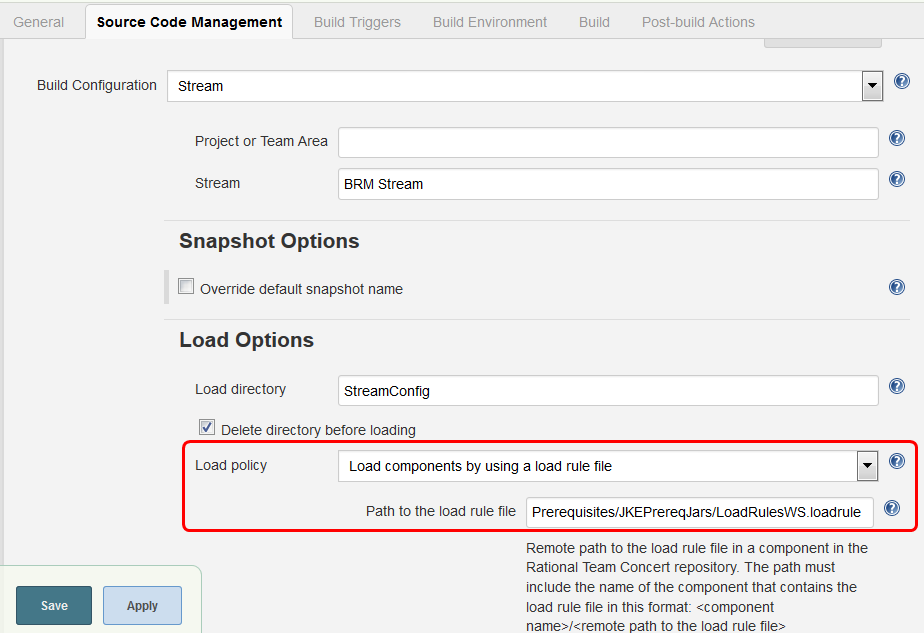 General Source Code Management Build Triggers Build Environment Build Post-build Actions
Build Configuration Stream
Project or Team Area
Stream BRM Stream
Snapshot Options
Override default snapshot name
Load Options
Load directory StreamConfig
Delete directory before loading
Load policy Load components by using a load rule file
Path to the load rule file Prerequisites/JKEPrereqJars/LoadRulesWS.loadrule
Remote path to the load rule file in a component in the
Rational Team Concert repository. The path must
include the name of the component that contains the
load rule file in this format: <component
name>/<remote path to the load rule file>
Save Apply